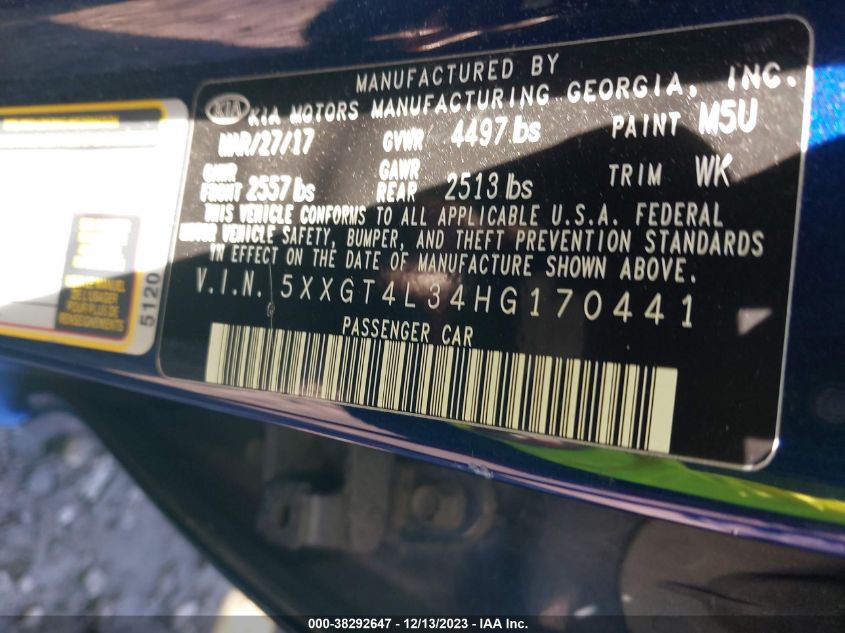 MANUFACTURED BY
KIA KIA MOTORS MANUFACTURING GEORGIA, INC.
MAR/27/17 GVWR 4497 lbs PAINT M5U
GAWR GAWR
FRONT 2557 lbs REAR 2513 lbs TRIM WK
THIS VEHICLE CONFORMS TO ALL APPLICABLE U.S.A. FEDERAL
MOTOR VEHICLE SAFETY, BUMPER, AND THEFT PREVENTION STANDARDS
IN EFFECT ON THE DATE OF MANUFACTURE SHOWN ABOVE.
V.I.N. 5XXGT4L34HG170441
PASSENGER CAR
5120
000-38292647 / 12/13/2023 - IAA Inc.